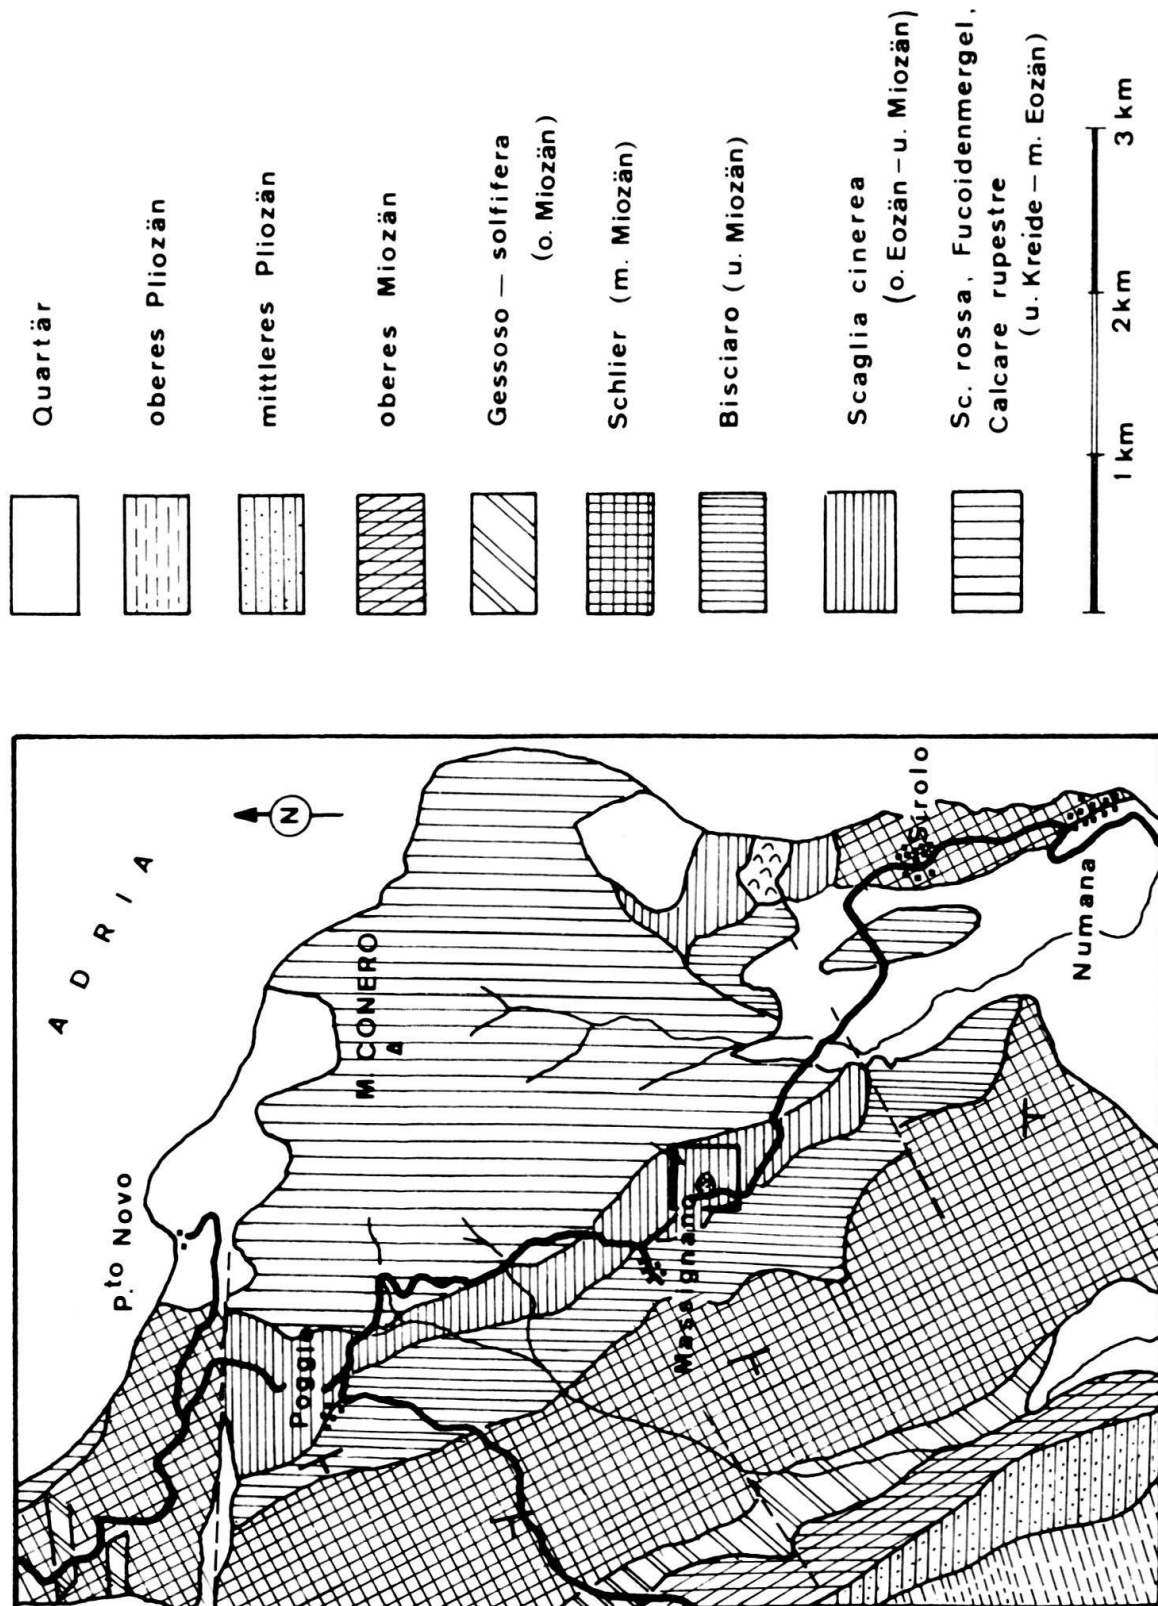 Quartär
oberes Pliozän
mittleres Pliozän
oberes Miozän
Gessoso — solfifera
(o. Miozän)
Schlier (m. Miozän)
Bisciaro (u. Miozän)
Scaglia cinerea
(o. Eozän – u. Miozän)
Sc. rossa, Fucoidenmergel,
Calcare rupestre
(u. Kreide – m. Eozän)
1 km
2 km
3 km
ADRIA
N
P.to Novo
M. CONERO
Poggio
Massignano
Sirolo
Numana